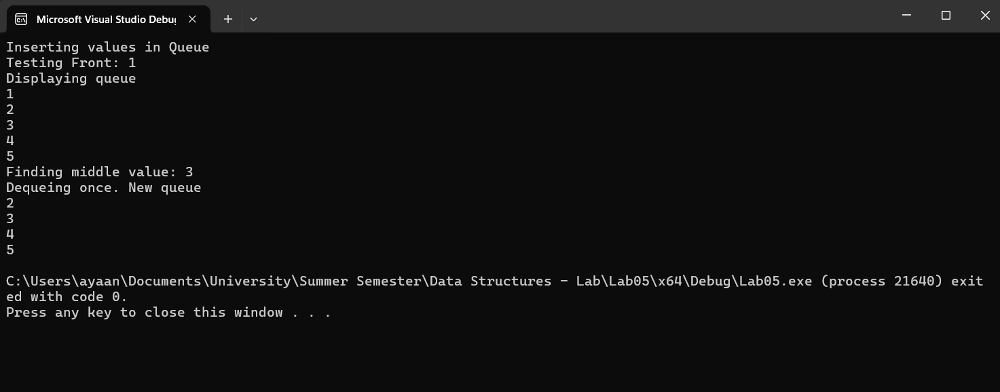 Microsoft Visual Studio Debug
Inserting values in Queue
Testing Front: 1
Displaying queue
1
2
3
4
5
Finding middle value: 3
Dequeing once. New queue
2
3
4
5
C:\Users\ayaan\Documents\University\Summer Semester\Data Structures - Lab\Lab05\x64\Debug\Lab05.exe (process 21640) exit
ed with code 0.
Press any key to close this window . . .